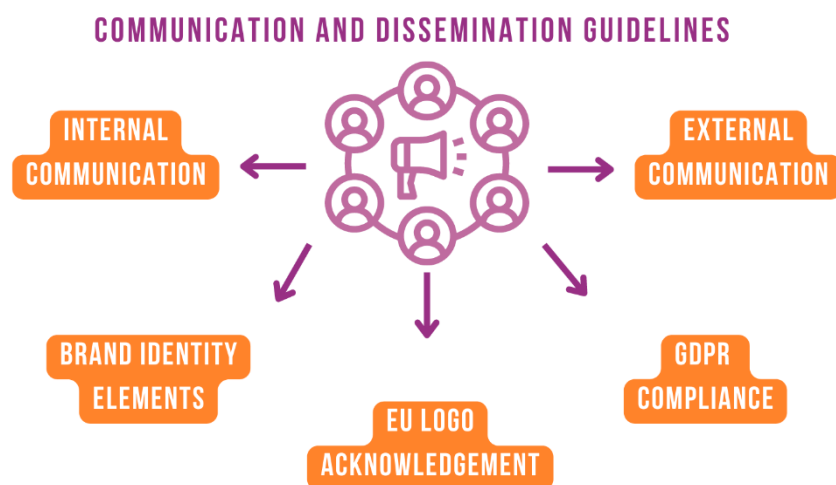 COMMUNICATION AND DISSEMINATION GUIDELINES
INTERNAL
COMMUNICATION
EXTERNAL
COMMUNICATION
BRAND IDENTITY
ELEMENTS
GDPR
COMPLIANCE
EU LOGO
ACKNOWLEDGEMENT